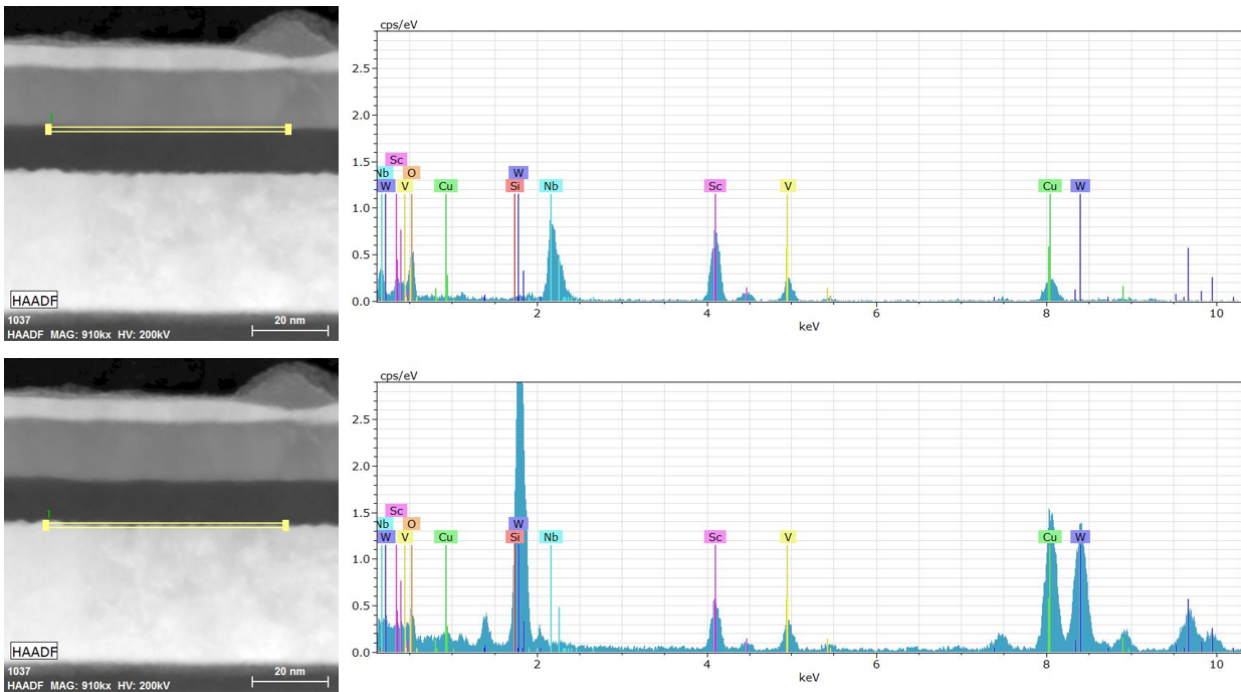 HAADF
1037
HAADF MAG: 910kx HV: 200kV
20 nm
cps/eV
2.5
2.0
1.5
1.0
0.5
0.0
Sc
Nb O W
W V Cu Si Nb Sc V Cu W
2 4 6 8 10
keV
HAADF
1037
HAADF MAG: 910kx HV: 200kV
20 nm
cps/eV
2.5
2.0
1.5
1.0
0.5
0.0
Sc
Nb O W
W V Cu Si Nb Sc V Cu W
2 4 6 8 10
keV